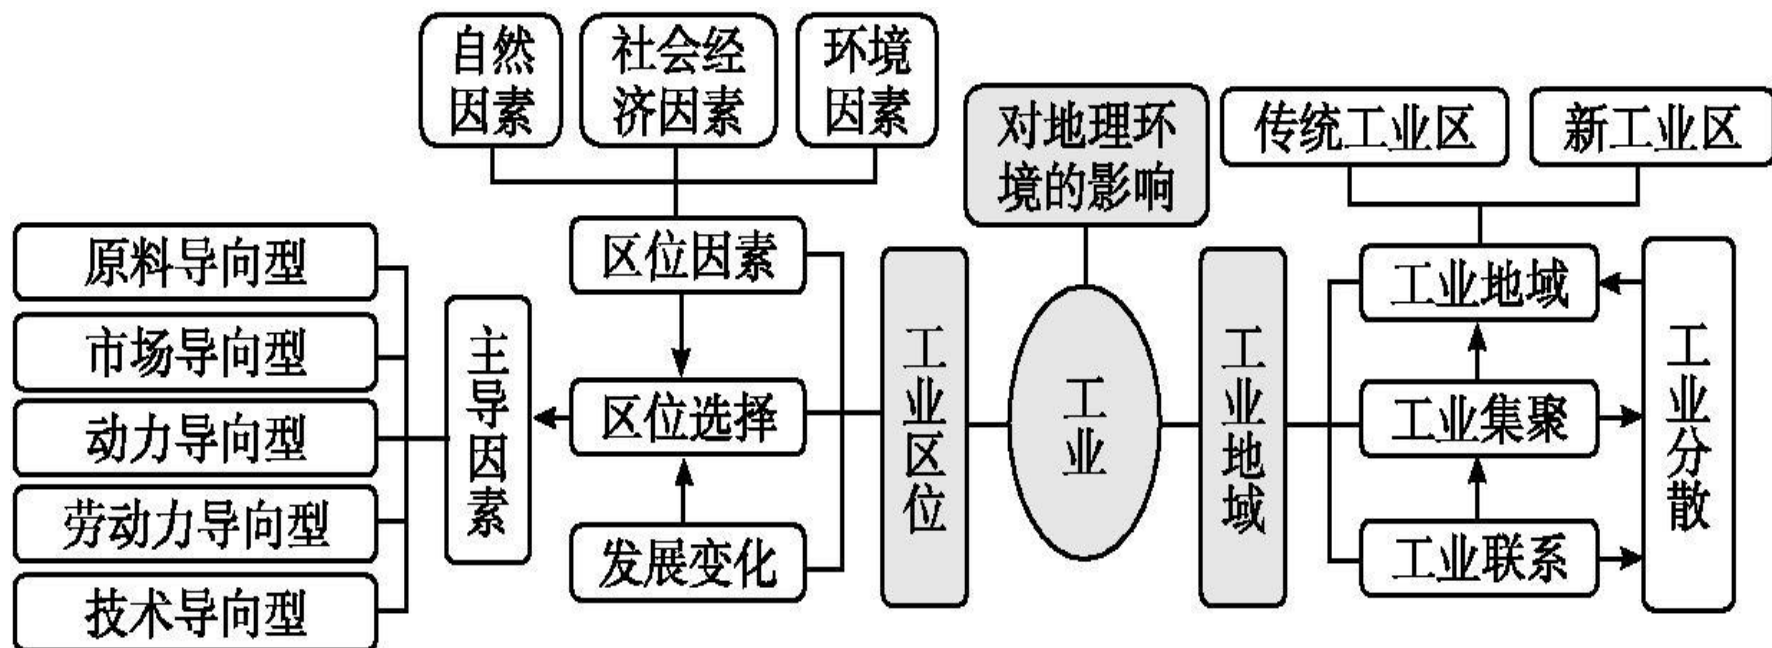 自然
因素
社会经
济因素
环境
因素
对地理环
境的影响
传统工业区
新工业区
原料导向型
市场导向型
动力导向型
劳动力导向型
技术导向型
主导因素
区位因素
区位选择
发展变化
工业区位
工业
工业地域
工业地域
工业集聚
工业联系
工业分散